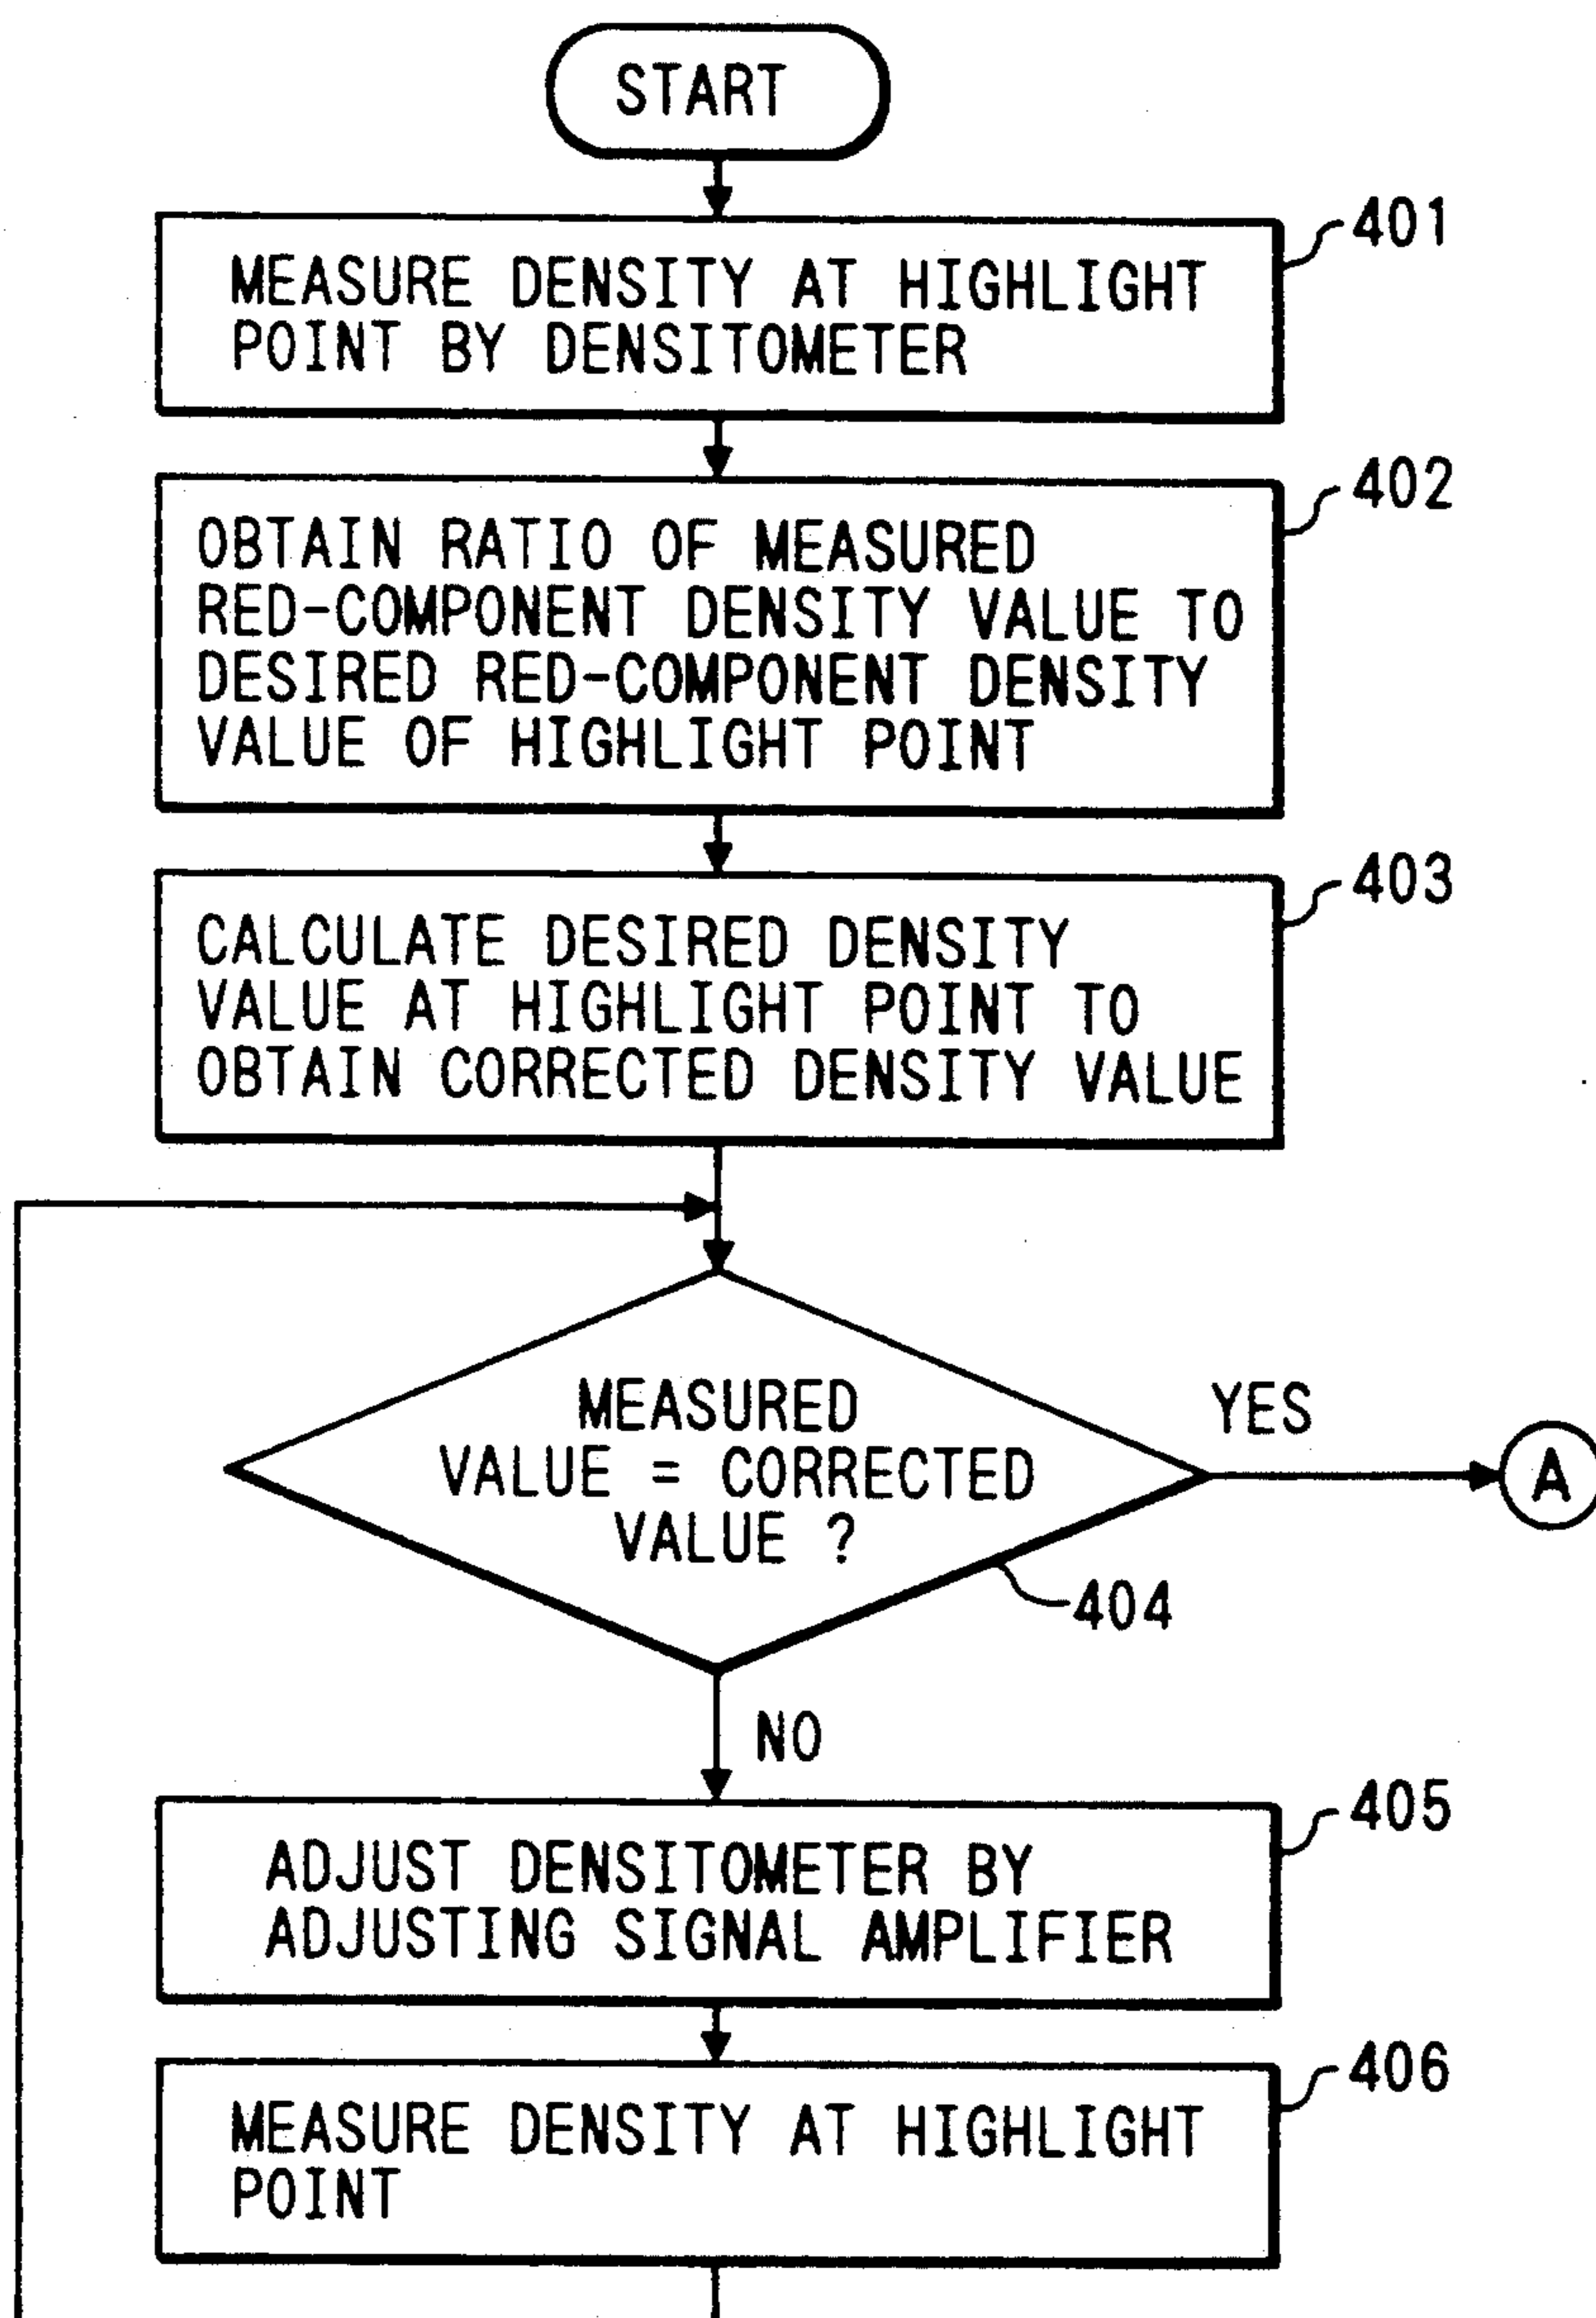 START
401
MEASURE DENSITY AT HIGHLIGHT
POINT BY DENSITOMETER
402
OBTAIN RATIO OF MEASURED
RED-COMPONENT DENSITY VALUE TO
DESIRED RED-COMPONENT DENSITY
VALUE OF HIGHLIGHT POINT
403
CALCULATE DESIRED DENSITY
VALUE AT HIGHLIGHT POINT TO
OBTAIN CORRECTED DENSITY VALUE
MEASURED
VALUE = CORRECTED
VALUE ?
YES
A
404
NO
405
ADJUST DENSITOMETER BY
ADJUSTING SIGNAL AMPLIFIER
406
MEASURE DENSITY AT HIGHLIGHT
POINT